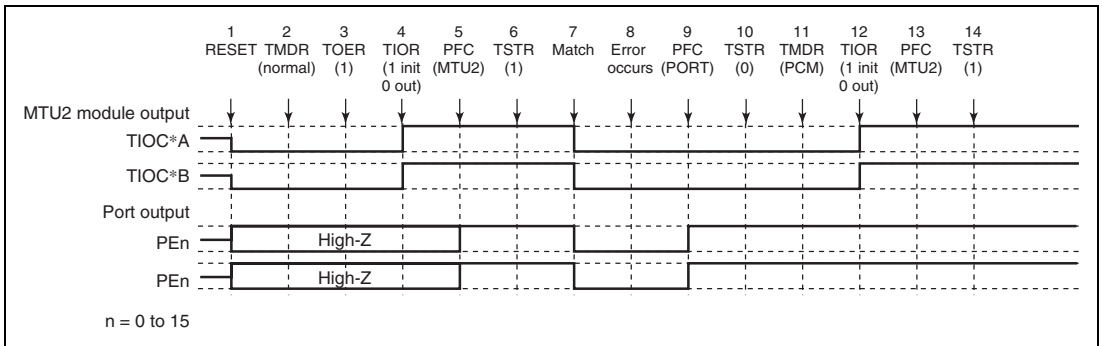 1 2 3 4 5 6 7 8 9 10 11 12 13 14
RESET TMDR TOER TIOR PFC TSTR Match Error PFC TSTR TMDR TIOR PFC TSTR
(normal) (1) (1 init (MTU2) (1) occurs (PORT) (0) (PCM) (1 init (MTU2) (1)
0 out) 0 out)
MTU2 module output
TIOC*A
TIOC*B
Port output
PEn High-Z
PEn High-Z
n = 0 to 15